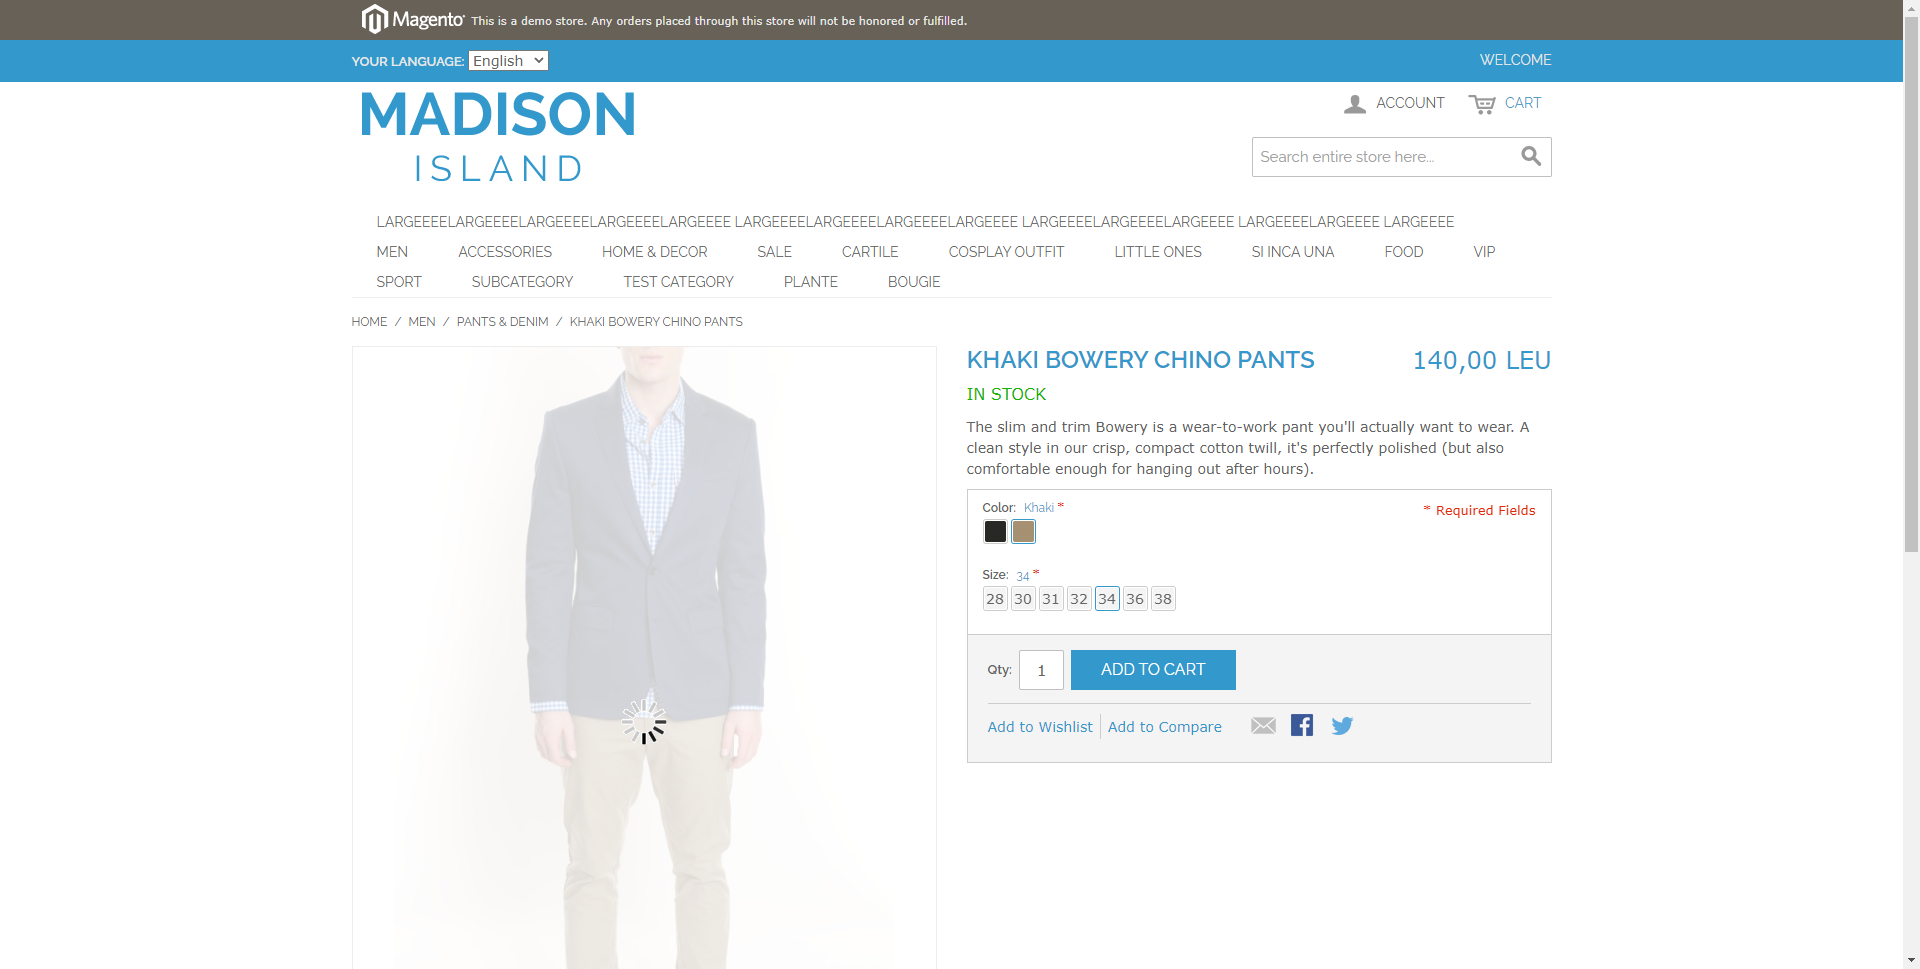 Magento This is a demo store. Any orders placed through this store will not be honored or fulfilled.
YOUR LANGUAGE: English WELCOME
MADISON
ISLAND
ACCOUNT CART
Search entire store here...
LARGEEEELARGEEEELARGEEEELARGEEEELARGEEEE LARGEEEELARGEEEELARGEEEELARGEEEE LARGEEEELARGEEEELARGEEEE LARGEEEELARGEEEE LARGEEEE
MEN ACCESSORIES HOME & DECOR SALE CARTILE COSPLAY OUTFIT LITTLE ONES SI INCA UNA FOOD VIP
SPORT SUBCATEGORY TEST CATEGORY PLANTE BOUGIE
HOME / MEN / PANTS & DENIM / KHAKI BOWERY CHINO PANTS
KHAKI BOWERY CHINO PANTS 140,00 LEU
IN STOCK
The slim and trim Bowery is a wear-to-work pant you'll actually want to wear. A
clean style in our crisp, compact cotton twill, it's perfectly polished (but also
comfortable enough for hanging out after hours).
Color: Khaki * * Required Fields
Size: 34 *
28 30 31 32 34 36 38
Qty: 1 ADD TO CART
Add to Wishlist Add to Compare